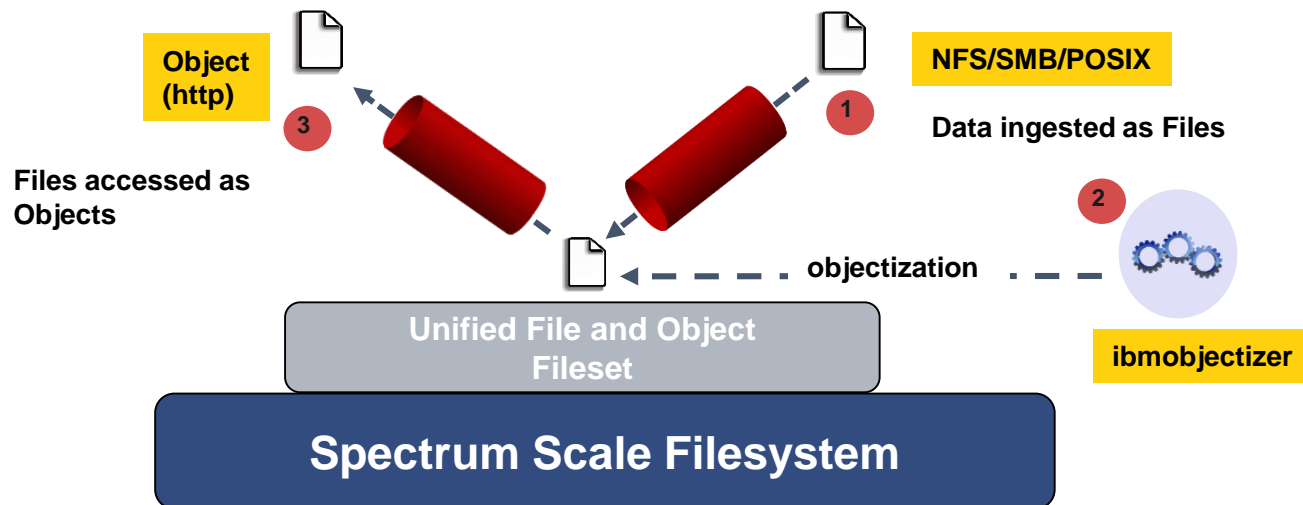 Object
(http)
3
NFS/SMB/POSIX
1
Data ingested as Files
Files accessed as
Objects
2
objectization
ibmobjectizer
Unified File and Object
Fileset
Spectrum Scale Filesystem